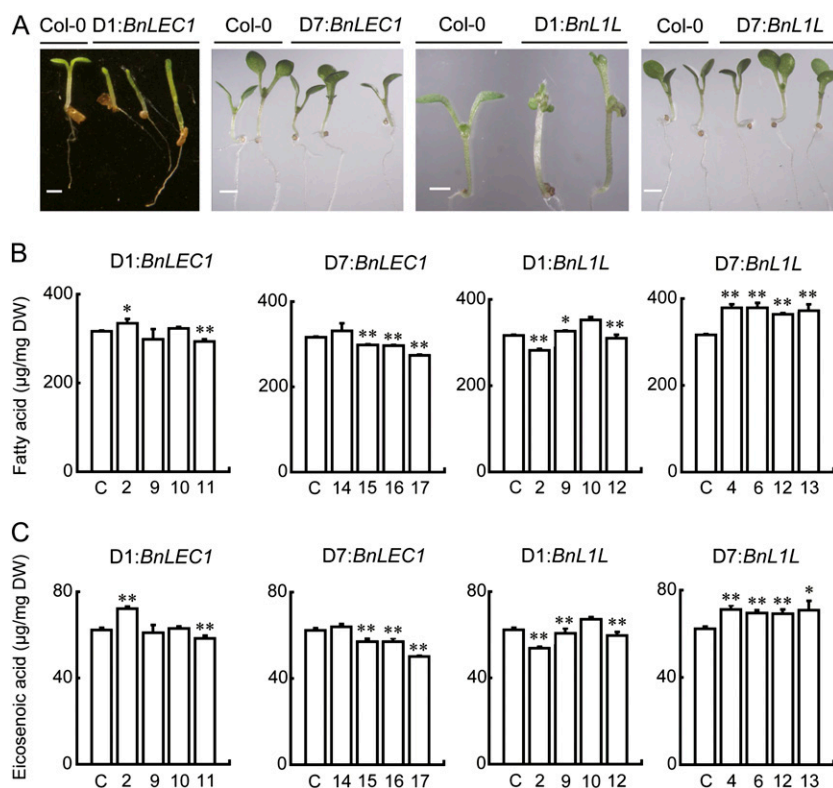 A Col-0 D1:BnLEC1 Col-0 D7:BnLEC1 Col-0 D1:BnL1L Col-0 D7:BnL1L
B
D1:BnLEC1 D7:BnLEC1 D1:BnL1L D7:BnL1L
Fatty acid (µg/mg DW)
400 200 0
* **
C 2 9 10 11
400 200 0
** ** **
C 14 15 16 17
400 200 0
** * **
C 2 9 10 12
400 200 0
** ** ** **
C 4 6 12 13
C
D1:BnLEC1 D7:BnLEC1 D1:BnL1L D7:BnL1L
Eicosenoic acid (µg/mg DW)
80 40 0
** **
C 2 9 10 11
80 40 0
** ** **
C 14 15 16 17
80 40 0
** ** **
C 2 9 10 12
80 40 0
** ** ** *
C 4 6 12 13